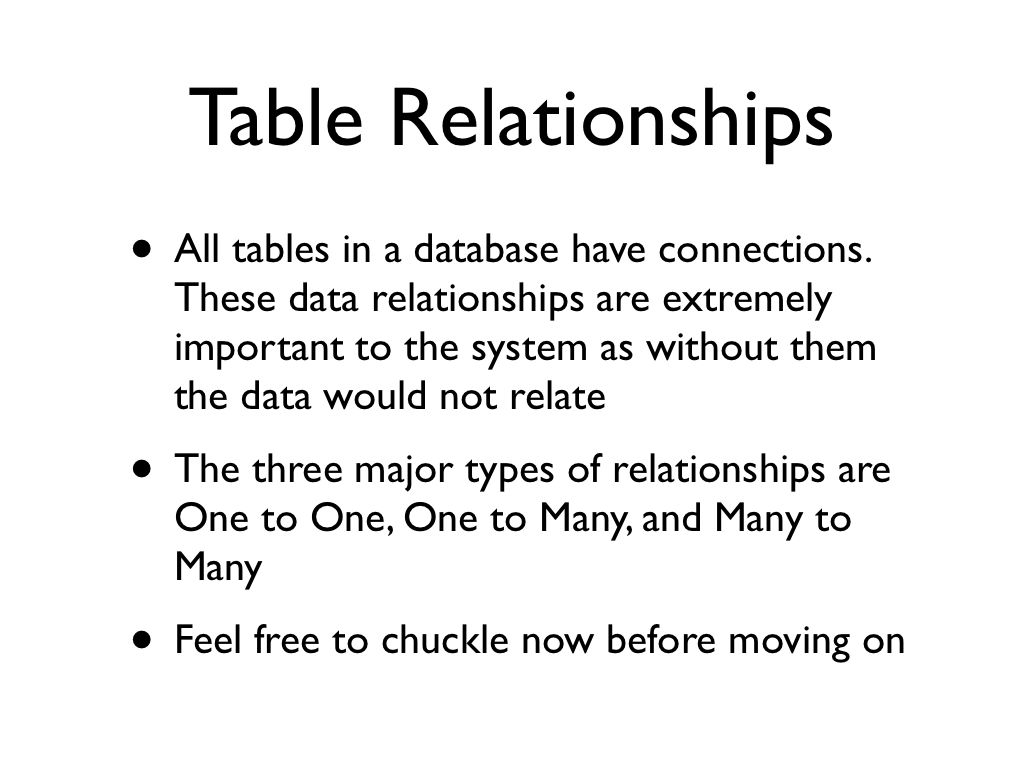 Table Relationships
• All tables in a database have connections.
These data relationships are extremely
important to the system as without them
the data would not relate
• The three major types of relationships are
One to One, One to Many, and Many to
Many
• Feel free to chuckle now before moving on